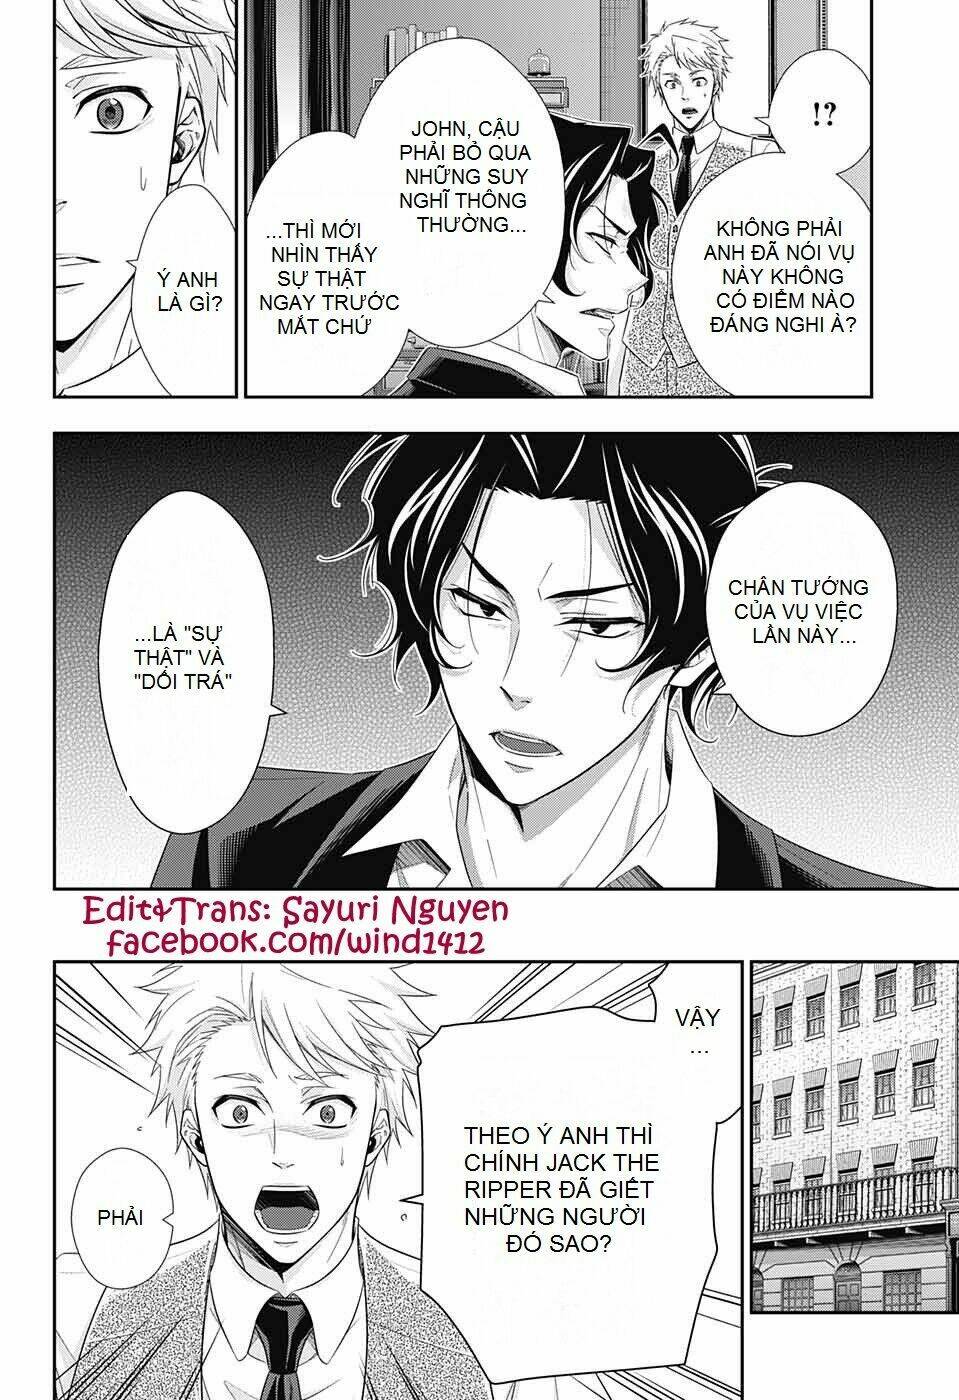 !?
KHÔNG PHẢI
ANH ĐÃ NÓI VỤ
NÀY KHÔNG
CÓ ĐIỂM NÀO
ĐÁNG NGHI À?
JOHN, CẬU
PHẢI BỎ QUA
NHỮNG SUY
NGHĨ THÔNG
THƯỜNG...
...THÌ MỚI
NHÌN THẤY
SỰ THẬT
NGAY TRƯỚC
MẮT CHỨ
Ý ANH
LÀ GÌ?
CHÂN TƯỚNG
CỦA VỤ VIỆC
LẦN NÀY...
...LÀ "SỰ
THẬT" VÀ
"DỐI TRÁ"
Edit&Trans: Sayuri Nguyen
facebook.com/wind1412
VẬY
...
THEO Ý ANH THÌ
CHÍNH JACK THE
RIPPER ĐÃ GIẾT
NHỮNG NGƯỜI
ĐÓ SAO?
PHẢI